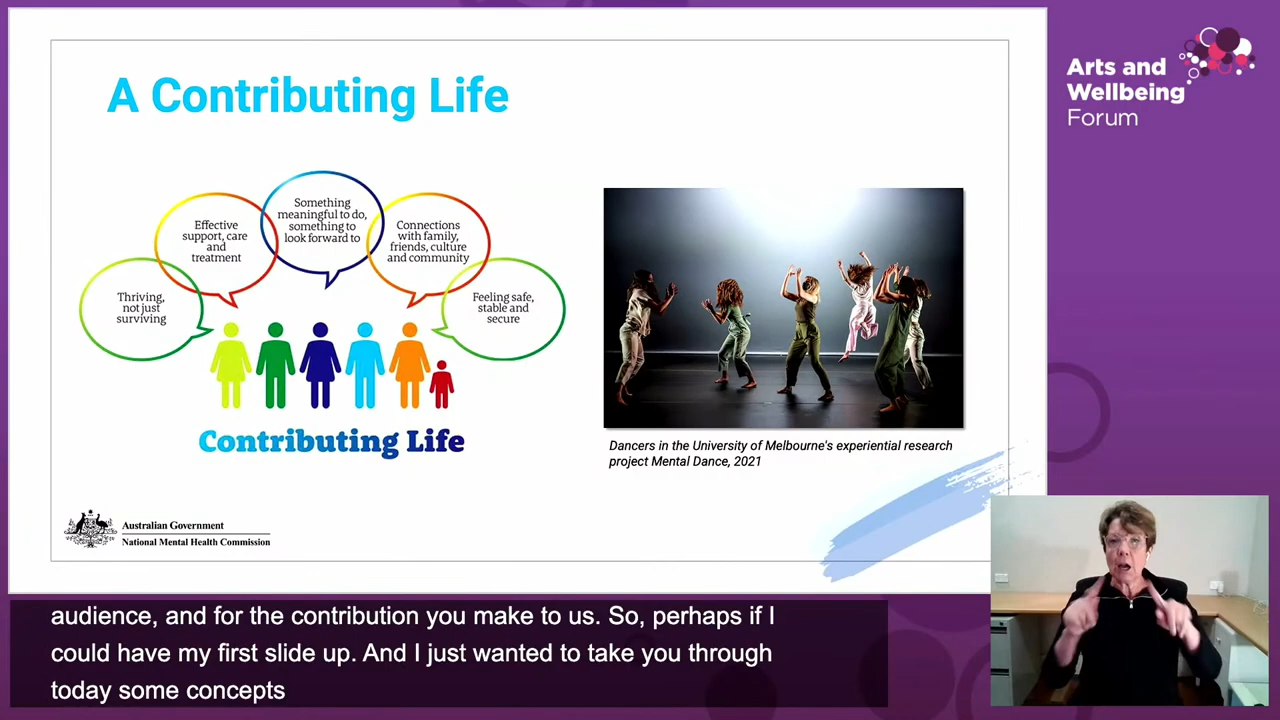 A Contributing Life
Thriving,
not just
surviving
Effective
support, care
and
treatment
Something
meaningful to do,
something to
look forward to
Connections
with family,
friends, culture
and community
Feeling safe,
stable and
secure
Contributing Life
Dancers in the University of Melbourne's experiential research
project Mental Dance, 2021
Australian Government
National Mental Health Commission
Arts and
Wellbeing
Forum
audience, and for the contribution you make to us. So, perhaps if I
could have my first slide up. And I just wanted to take you through
today some concepts